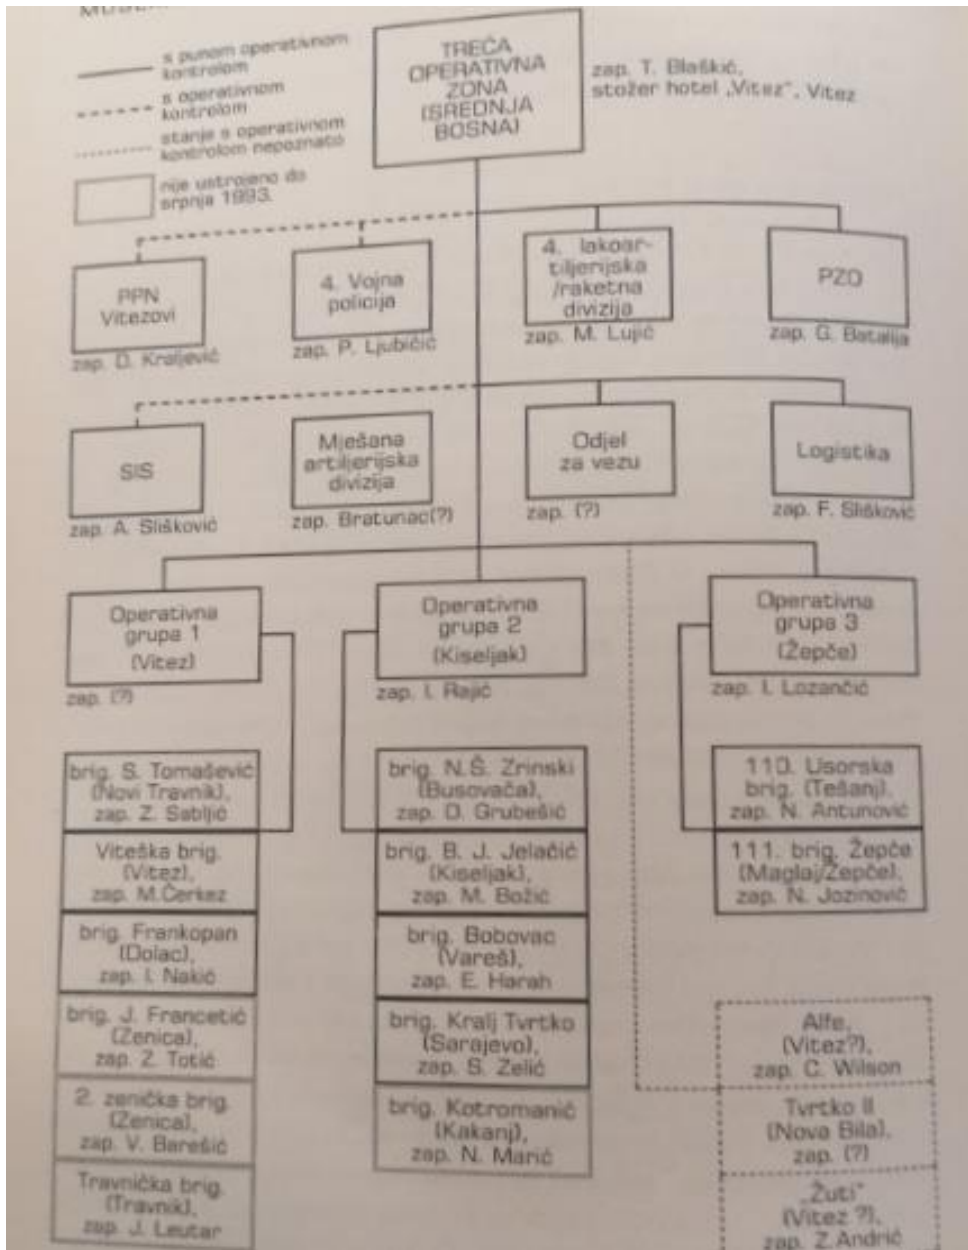 s punom operativnom
kontrolom
s operativnom
kontrolom
stanje s operativnom
kontrolom nepoznato
nije ustrojeno do
srpnja 1993.
TREĆA
OPERATIVNA
ZONA
(SREDNJA
BOSNA)
zap. T. Blaškić,
stožer hotel „Vitez“, Vitez
PPN
Vitezovi
zap. D. Kraljević
4. Vojna
policija
zap. P. Ljubičić
4. lakoar-
tiljerijska
/raketna
divizija
zap. M. Lujić
PZO
zap. G. Batalija
SIS
zap. A. Slišković
Mješana
artiljerijska
divizija
zap. Bratunac(?)
Odjel
za vezu
zap. (?)
Logistika
zap. F. Slišković
Operativna
grupa 1
(Vitez)
zap. (?)
Operativna
grupa 2
(Kiseljak)
zap. I. Rajić
Operativna
grupa 3
(Žepče)
zap. I. Lozančić
brig. S. Tomašević
(Novi Travnik),
zap. Z. Sabljić
Viteška brig.
(Vitez),
zap. M.Čerkez
brig. Frankopan
(Dolac),
zap. I. Nakić
brig. J. Francetić
(Zenica),
zap. Z. Totić
2. zenička brig.
(Zenica),
zap. V. Barešić
Travnička brig.
(Travnik),
zap. J. Leutar
brig. N.Š. Zrinski
(Busovača),
zap. D. Grubešić
brig. B. J. Jelačić
(Kiseljak),
zap. M. Božić
brig. Bobovac
(Vareš),
zap. E. Harah
brig. Kralj Tvrtko
(Sarajevo),
zap. S. Zelić
brig. Kotromanić
(Kakanj),
zap. N. Marić
110. Usorska
brig. (Tešanj),
zap. N. Antunović
111. brig. Žepče
(Maglaj/Žepče),
zap. N. Jozinović
Alfe,
(Vitez?),
zap. C. Wilson
Tvrtko II
(Nova Bila),
zap. (?)
„Žuti“
(Vitez ?),
zap. Z.Andrić